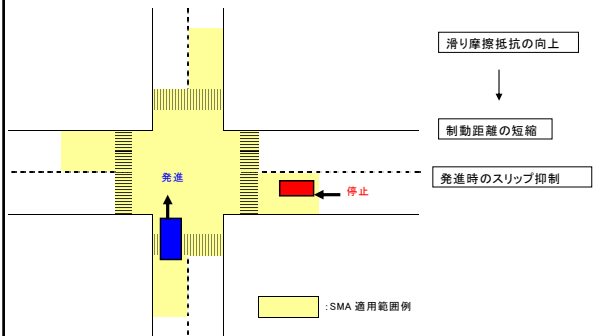 滑り摩擦抵抗の向上
制動距離の短縮
発進時のスリップ抑制
発進
停止
:SMA 適用範囲例